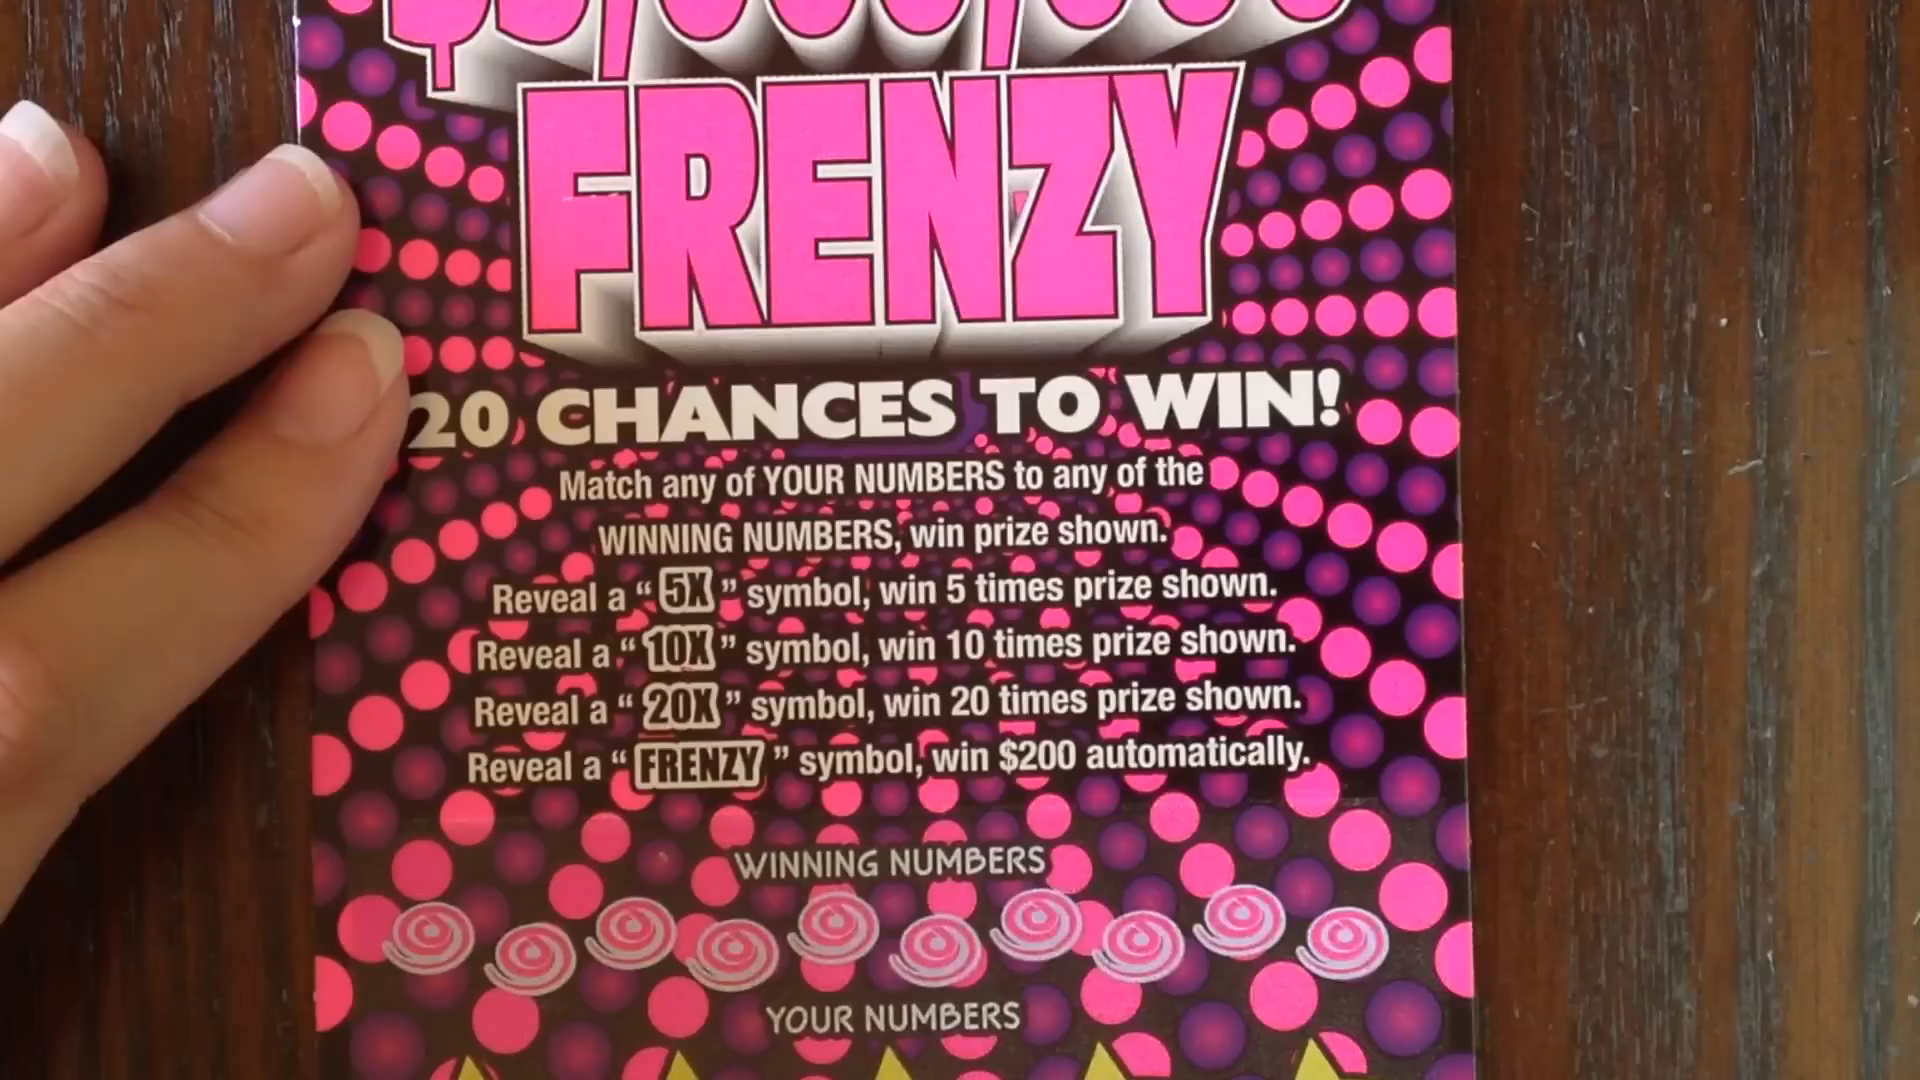 FRENZY
20 CHANCES TO WIN!
Match any of YOUR NUMBERS to any of the
WINNING NUMBERS, win prize shown.
Reveal a “ 5X ” symbol, win 5 times prize shown.
Reveal a “ 10X ” symbol, win 10 times prize shown.
Reveal a “ 20X ” symbol, win 20 times prize shown.
Reveal a “ FRENZY ” symbol, win $200 automatically.
WINNING NUMBERS
YOUR NUMBERS